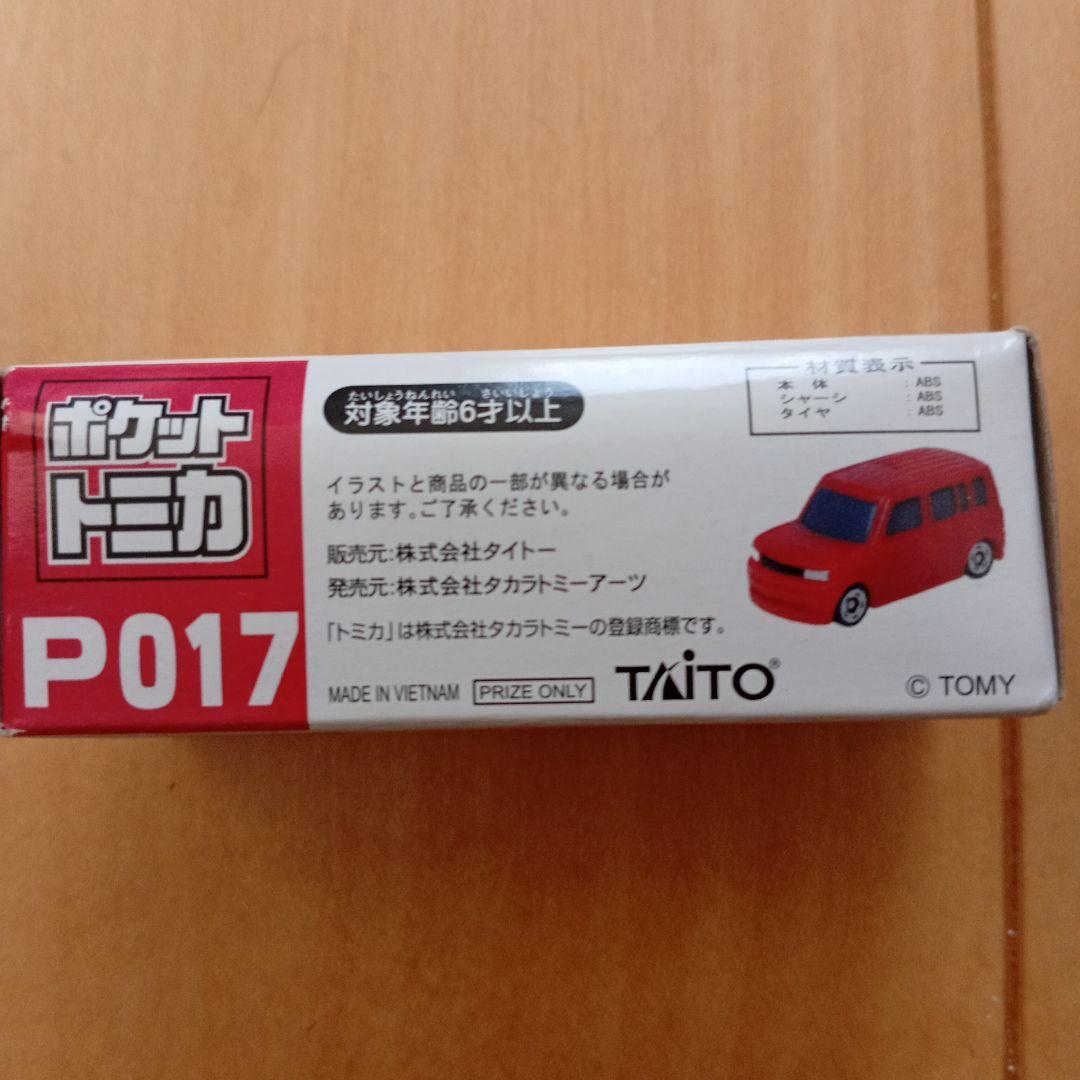 ポケット
トミカ
P017
たいしょうねんれい さいいじょう
対象年齢6才以上
イラストと商品の一部が異なる場合が
あります。ご了承ください。
販売元:株式会社タイトー
発売元:株式会社タカラトミーアーツ
「トミカ」は株式会社タカラトミーの登録商標です。
MADE IN VIETNAM PRIZE ONLY TAiTO®
材質表示
本体 : ABS
シャーシ : ABS
タイヤ : ABS
© TOMY